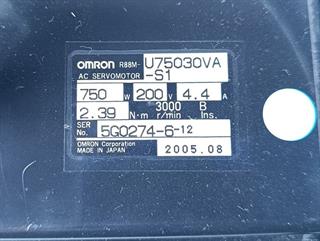 OMRON R88M- U75030VA
AC SERVOMOTOR -S1
750 W 200 V 4.4 A
2.39 N·m 3000 r/min B Ins.
SER No. 5G0274-6-12
OMRON Corporation
MADE IN JAPAN 2005.08